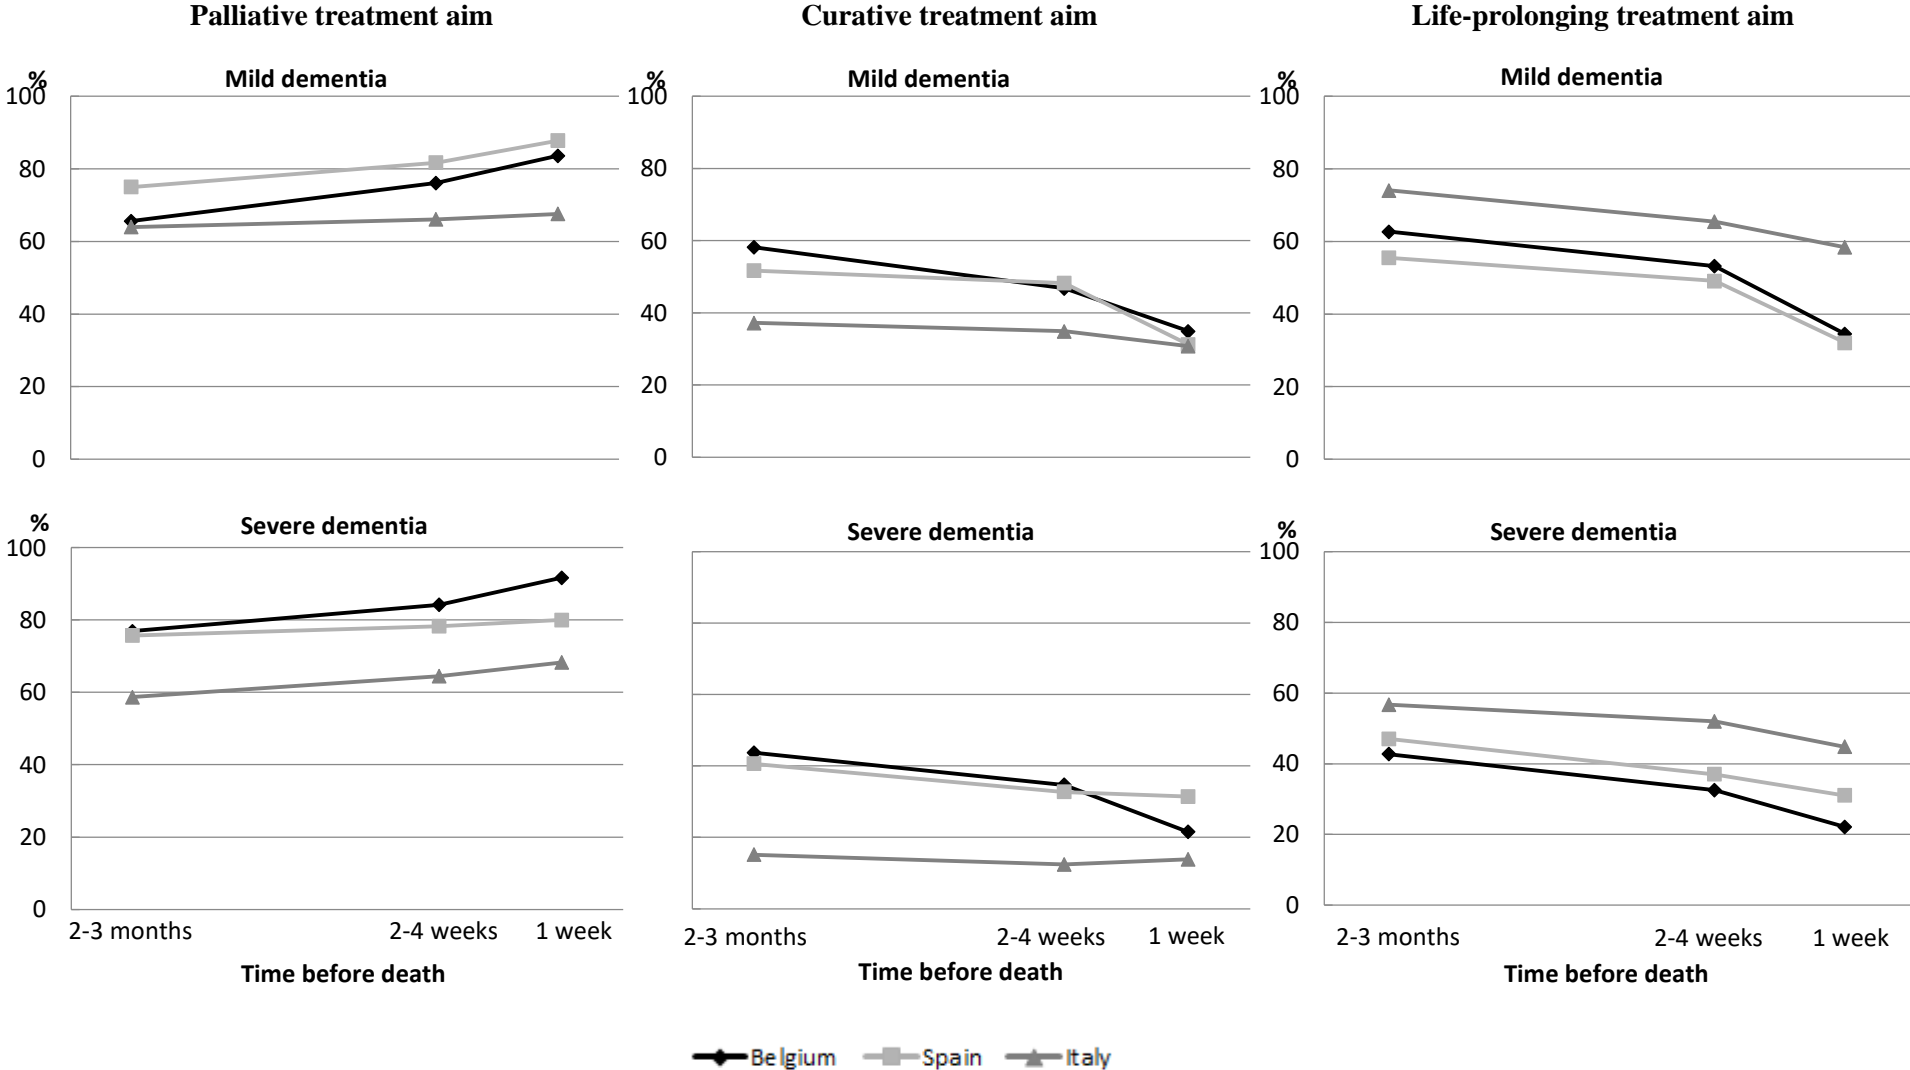 Palliative treatment aim
Curative treatment aim
Life-prolonging treatment aim
Mild dementia
%
100
80
60
40
20
0
Mild dementia
%
100
80
60
40
20
0
Mild dementia
%
100
80
60
40
20
0
Severe dementia
%
100
80
60
40
20
0
2-3 months 2-4 weeks 1 week
Time before death
Severe dementia
2-3 months 2-4 weeks 1 week
Time before death
Severe dementia
%
100
80
60
40
20
0
2-3 months 2-4 weeks 1 week
Time before death
Belgium Spain Italy